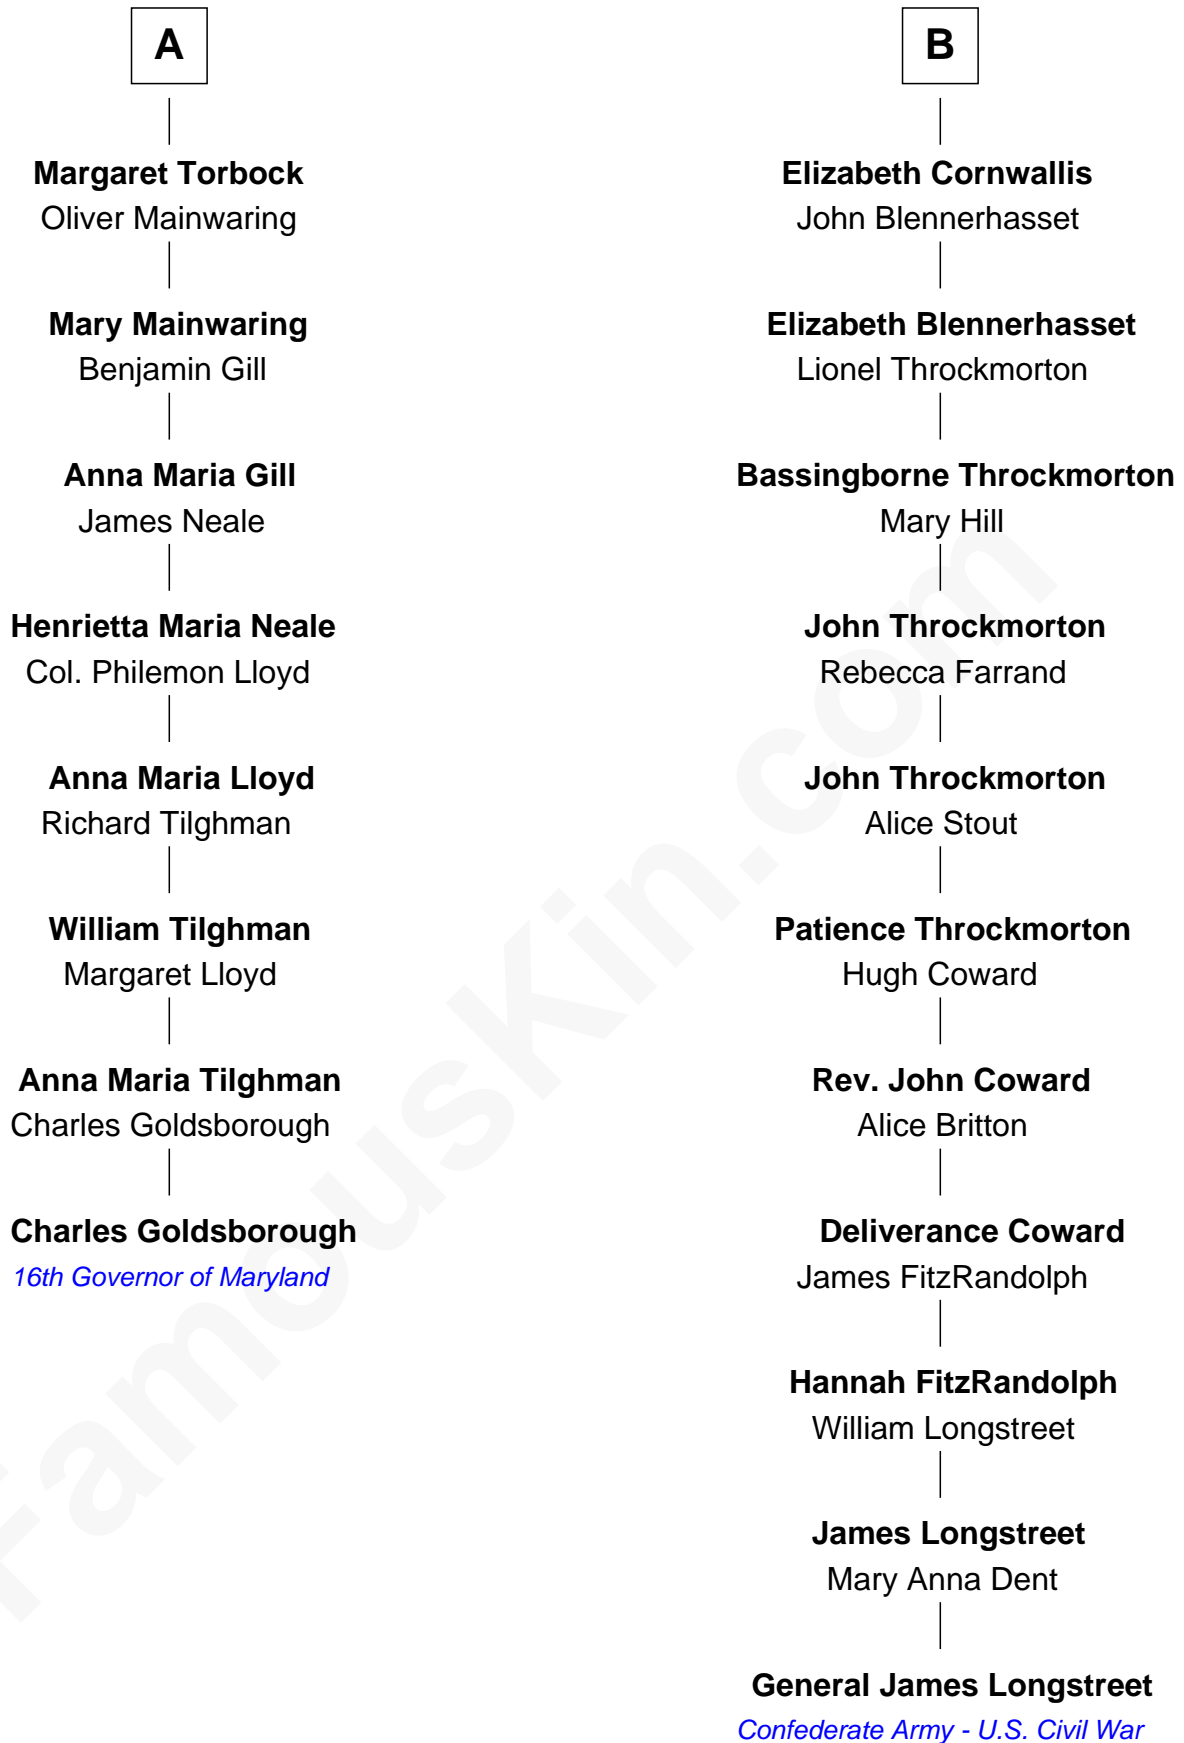 A
Margaret Torbock
Oliver Mainwaring
Mary Mainwaring
Benjamin Gill
Anna Maria Gill
James Neale
Henrietta Maria Neale
Col. Philemon Lloyd
Anna Maria Lloyd
Richard Tilghman
William Tilghman
Margaret Lloyd
Anna Maria Tilghman
Charles Goldsborough
Charles Goldsborough
16th Governor of Maryland
B
Elizabeth Cornwallis
John Blennerhasset
Elizabeth Blennerhasset
Lionel Throckmorton
Bassingborne Throckmorton
Mary Hill
John Throckmorton
Rebecca Farrand
John Throckmorton
Alice Stout
Patience Throckmorton
Hugh Coward
Rev. John Coward
Alice Britton
Deliverance Coward
James FitzRandolph
Hannah FitzRandolph
William Longstreet
James Longstreet
Mary Anna Dent
General James Longstreet
Confederate Army - U.S. Civil War
FamousKin.com